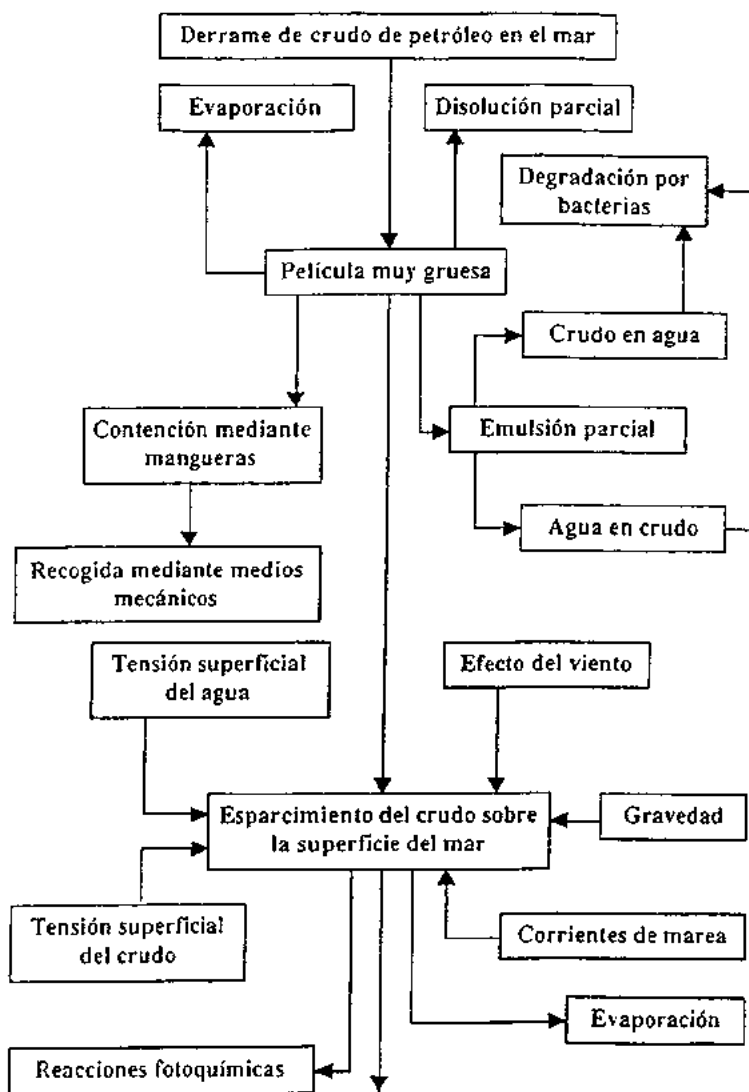 Derrame de crudo de petróleo en el mar
Evaporación
Disolución parcial
Degradación por
bacterias
Película muy gruesa
Crudo en agua
Contención mediante
mangueras
Emulsión parcial
Agua en crudo
Recogida mediante medios
mecánicos
Tensión superficial
del agua
Efecto del viento
Esparcimiento del crudo sobre
la superficie del mar
Gravedad
Tensión superficial
del crudo
Corrientes de marea
Evaporación
Reacciones fotoquímicas